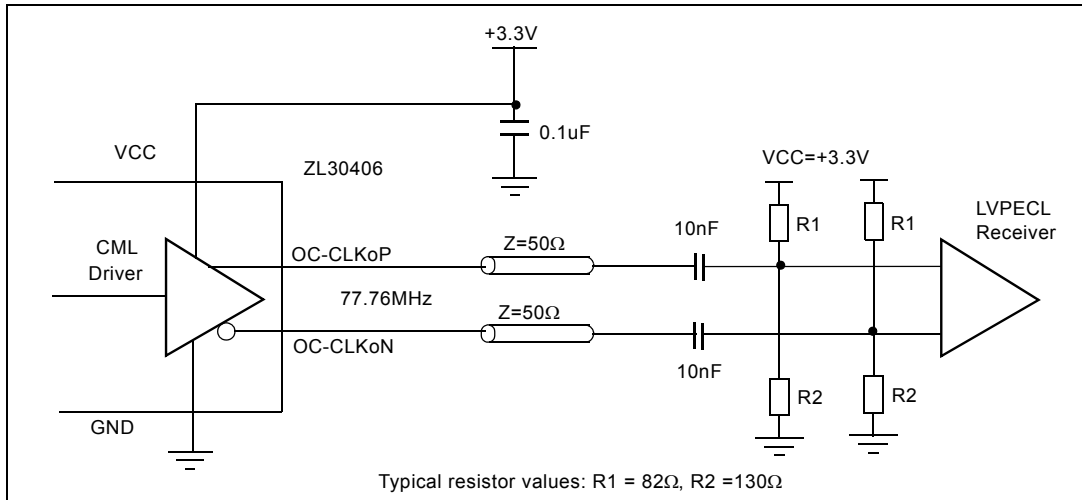 +3.3V
0.1uF
VCC
ZL30406
VCC=+3.3V
R1
R1
LVPECL
Receiver
10nF
Z=50Ω
CML
Driver
OC-CLKoP
77.76MHz
Z=50Ω
OC-CLKoN
10nF
R2
R2
GND
Typical resistor values: R1 = 82Ω, R2 =130Ω